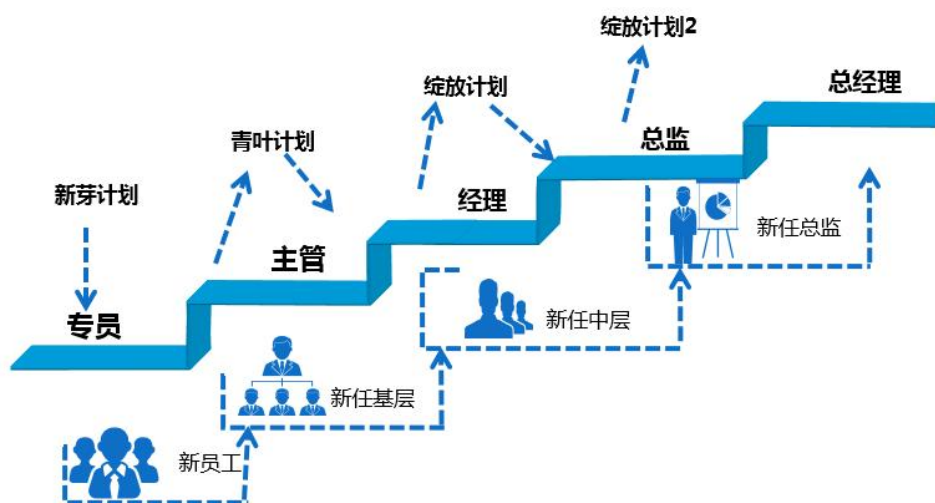 绽放计划2
绽放计划
总经理
青叶计划
总监
新芽计划
经理
新任总监
主管
新任中层
专员
新任基层
新员工